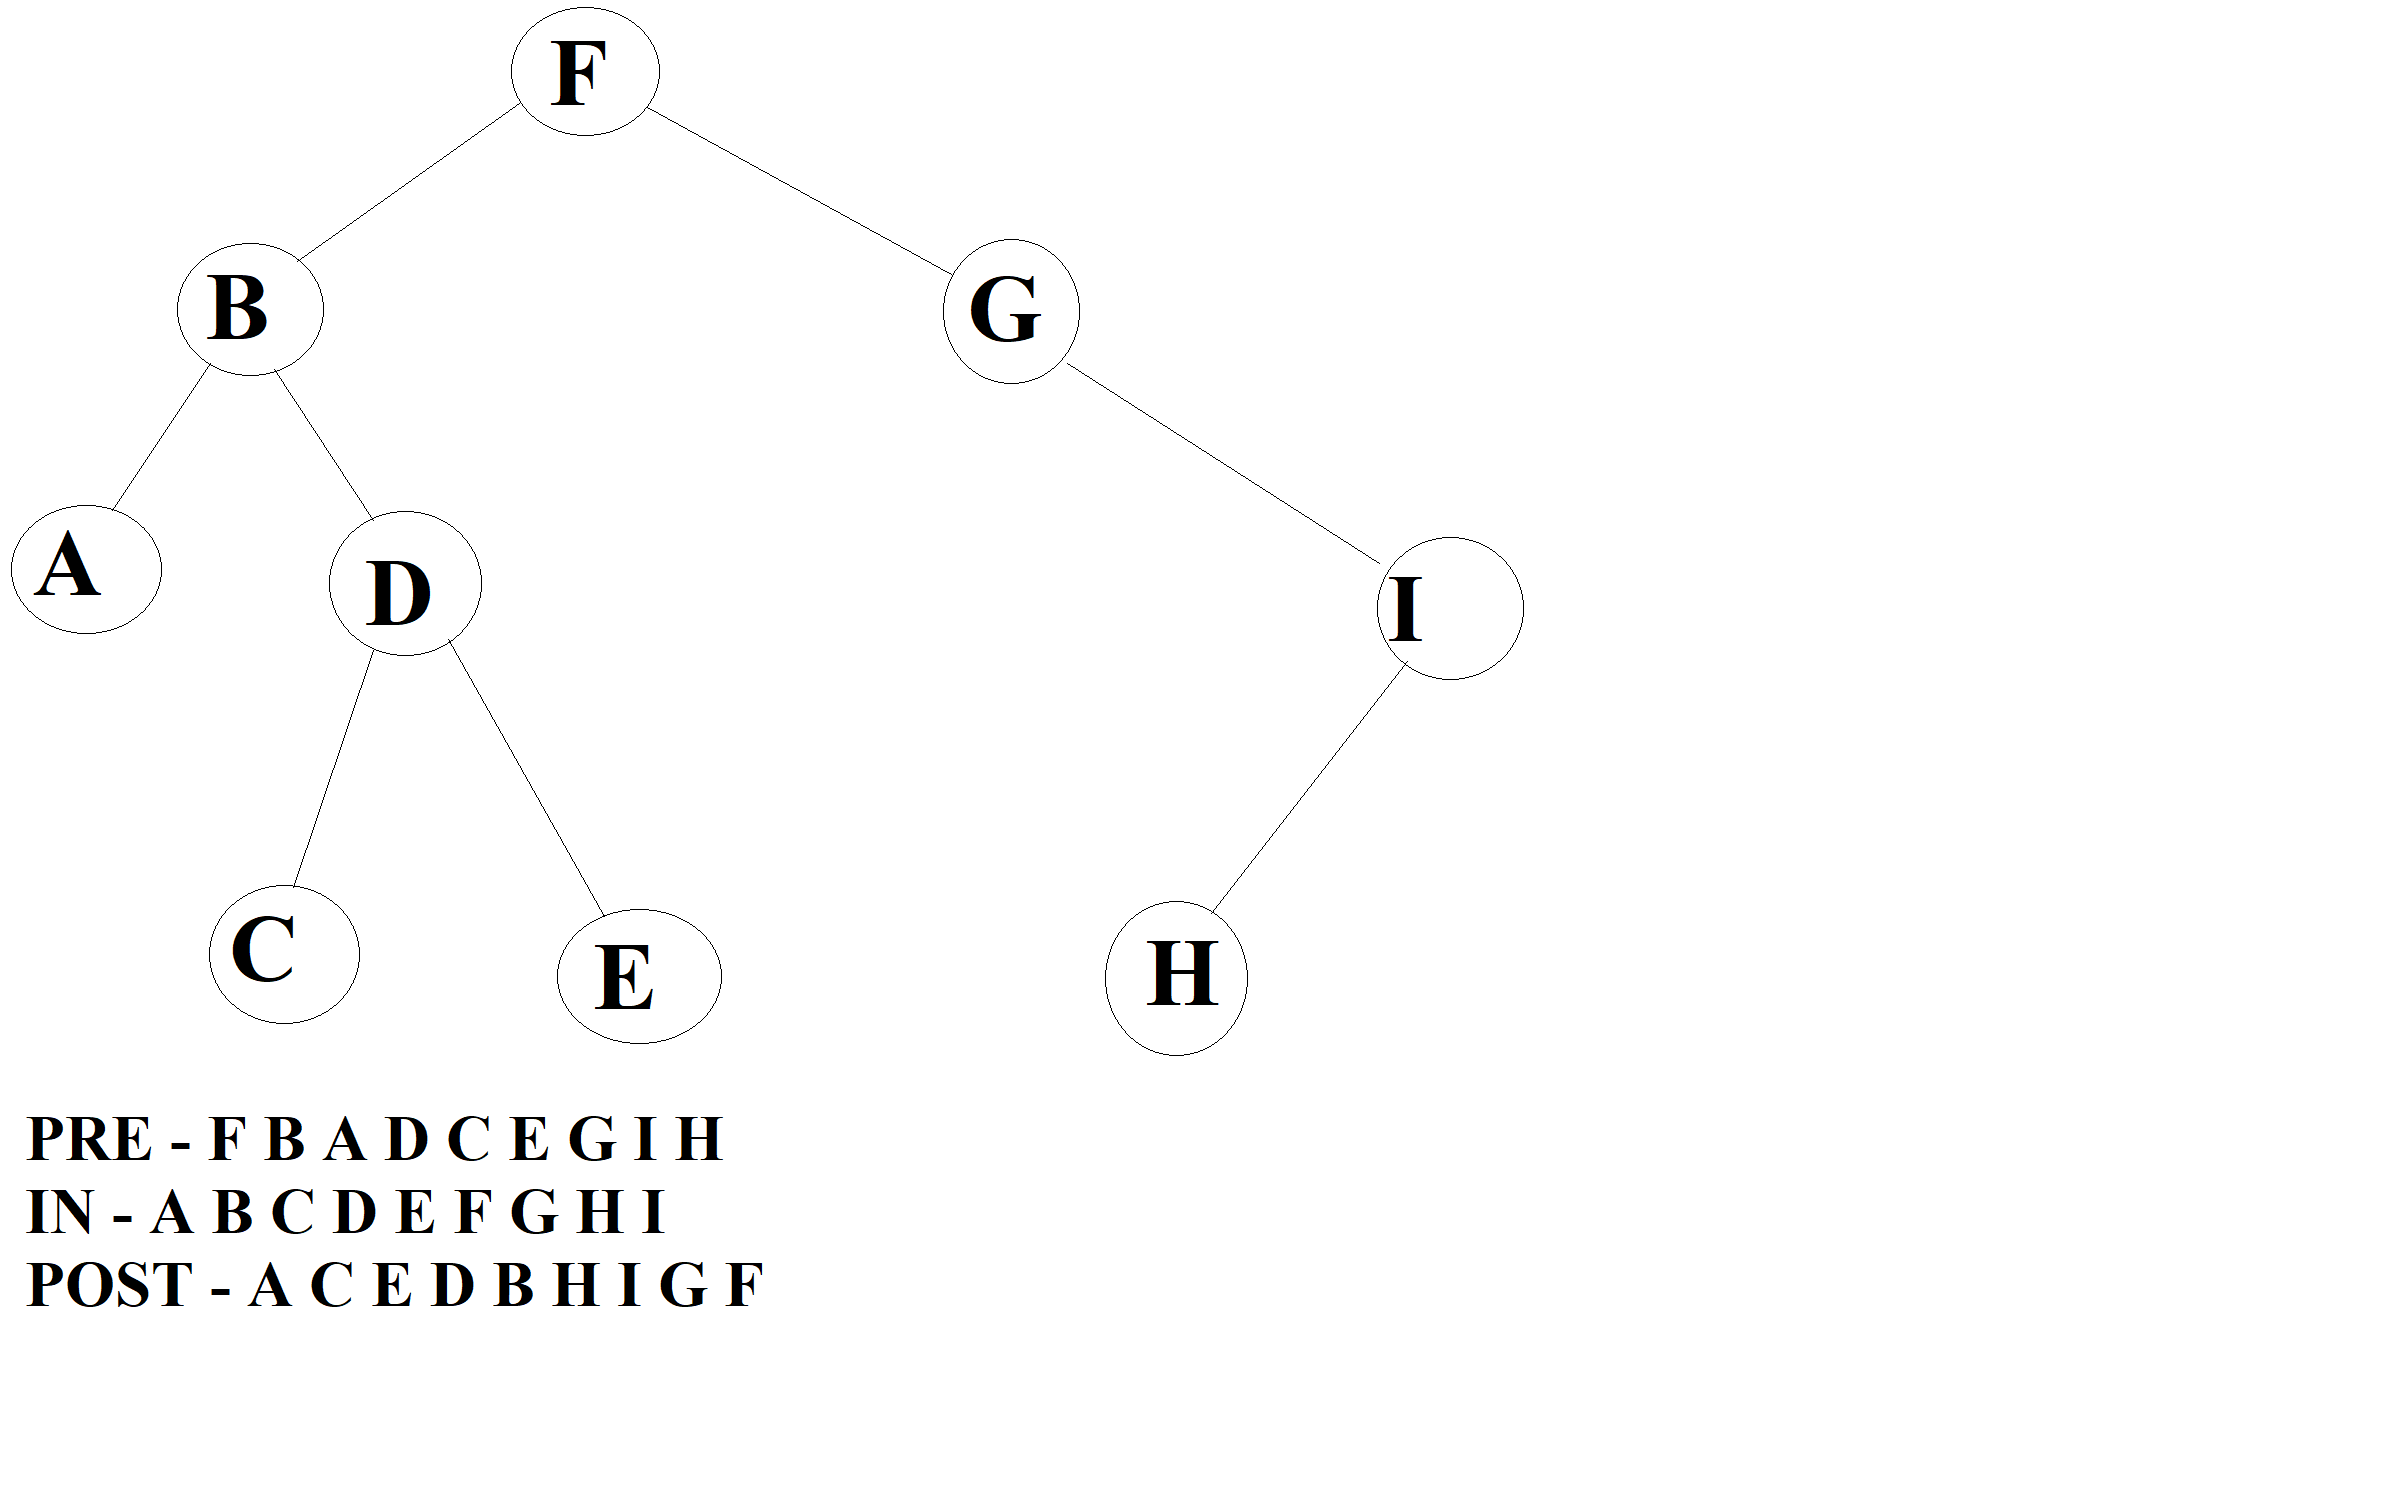 F
B G
A D I
C E H
PRE - F B A D C E G I H
IN - A B C D E F G H I
POST - A C E D B H I G F